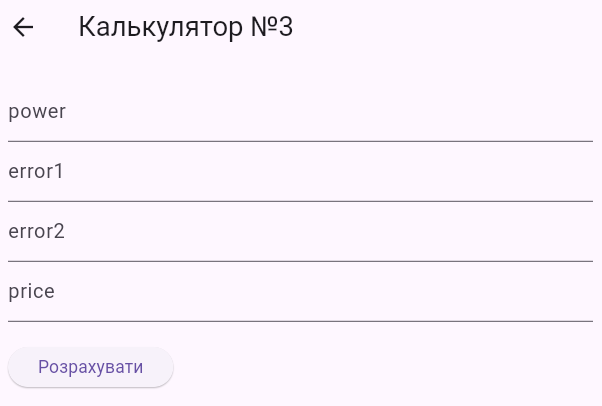 Калькулятор №3
power
error1
error2
price
Розрахувати